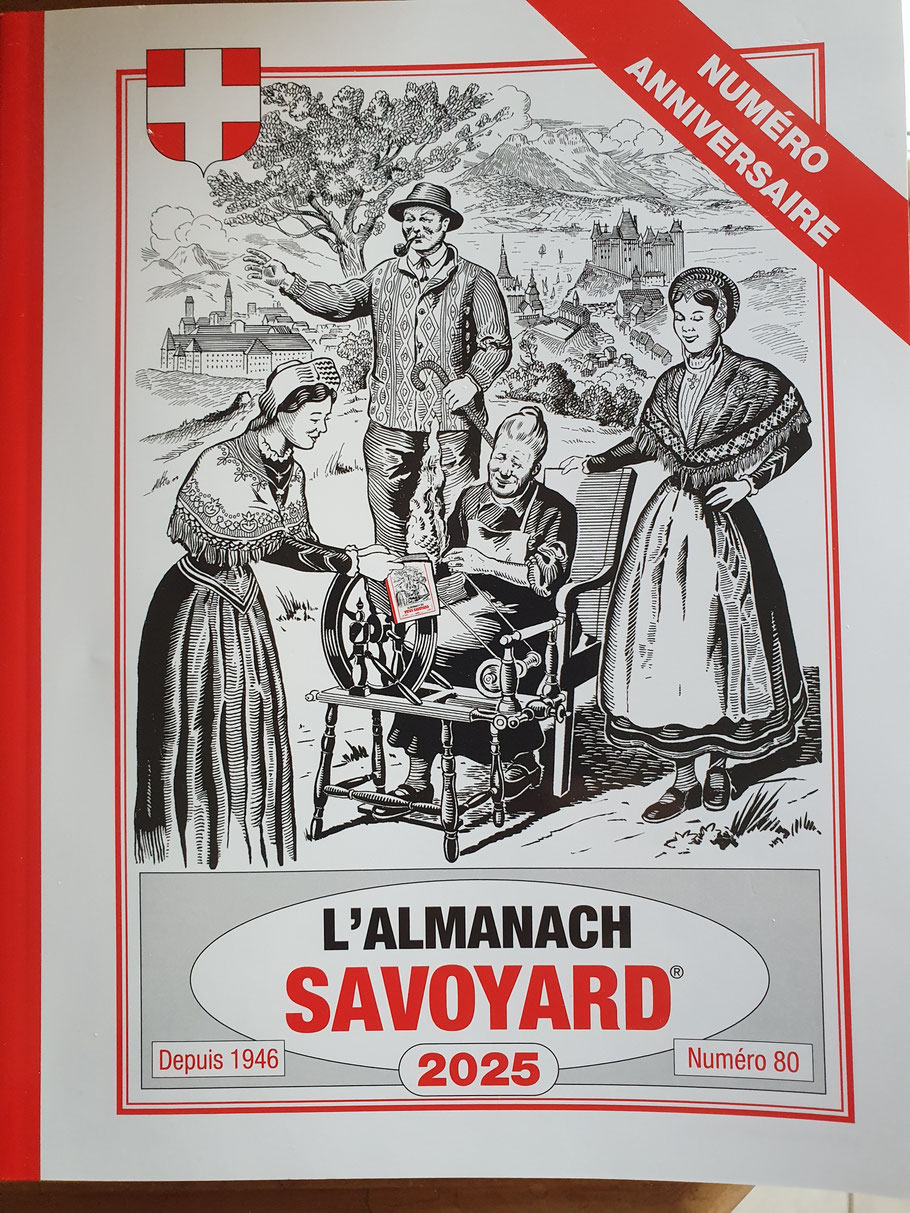 NUMÉRO
ANNIVERSAIRE
L'ALMANACH
SAVOYARD®
Depuis 1946
2025
Numéro 80